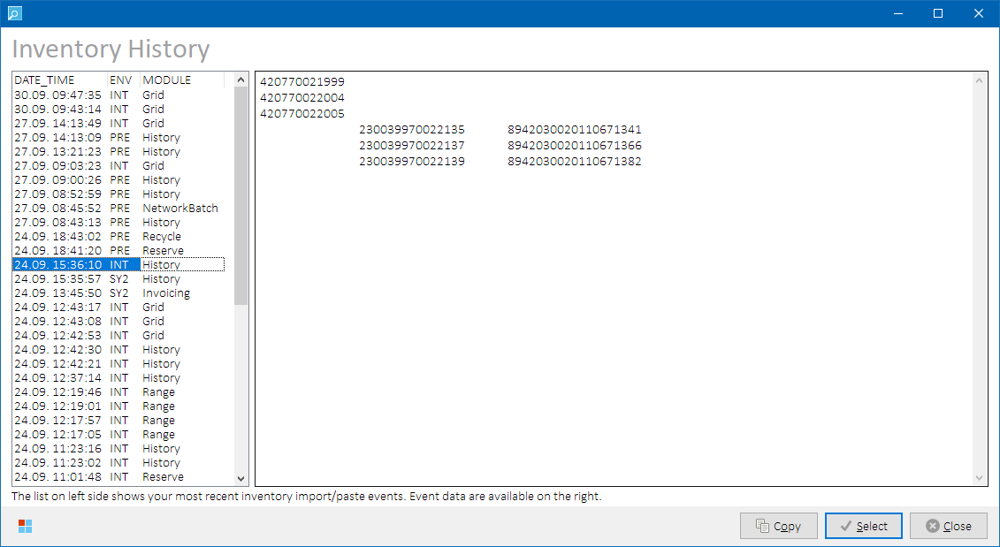 Inventory History
DATE_TIME ENV MODULE
30.09. 09:47:35 INT Grid
30.09. 09:43:14 INT Grid
27.09. 14:13:49 INT Grid
27.09. 14:13:09 PRE History
27.09. 13:21:23 PRE History
27.09. 09:03:23 INT Grid
27.09. 09:00:26 PRE History
27.09. 08:52:59 PRE History
27.09. 08:45:52 PRE NetworkBatch
27.09. 08:43:13 PRE History
24.09. 18:43:02 PRE Recycle
24.09. 18:41:20 PRE Reserve
24.09. 15:36:10 INT History
24.09. 15:35:57 SY2 History
24.09. 13:45:50 SY2 Invoicing
24.09. 12:43:17 INT Grid
24.09. 12:43:08 INT Grid
24.09. 12:42:53 INT Grid
24.09. 12:42:30 INT History
24.09. 12:42:21 INT History
24.09. 12:37:14 INT History
24.09. 12:19:46 INT Range
24.09. 12:19:01 INT Range
24.09. 12:17:57 INT Range
24.09. 12:17:05 INT Range
24.09. 11:23:16 INT History
24.09. 11:23:02 INT History
24.09. 11:01:48 INT Reserve
420770021999
420770022004
420770022005
230039970022135 8942030020110671341
230039970022137 8942030020110671366
230039970022139 8942030020110671382
The list on left side shows your most recent inventory import/paste events. Event data are available on the right.
Copy Select Close